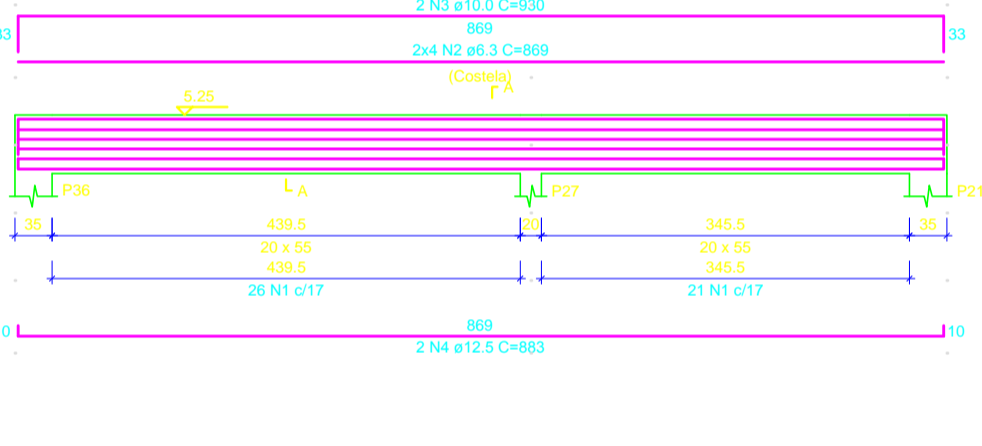 2 N3 ø10.0 C=930
33
869
33
2x4 N2 ø6.3 C=869
(Costela)
A
5.25
P36
A
P27
P21
35
439.5
20
345.5
35
20 x 55
20 x 55
439.5
345.5
26 N1 c/17
21 N1 c/17
0
869
10
2 N4 ø12.5 C=883